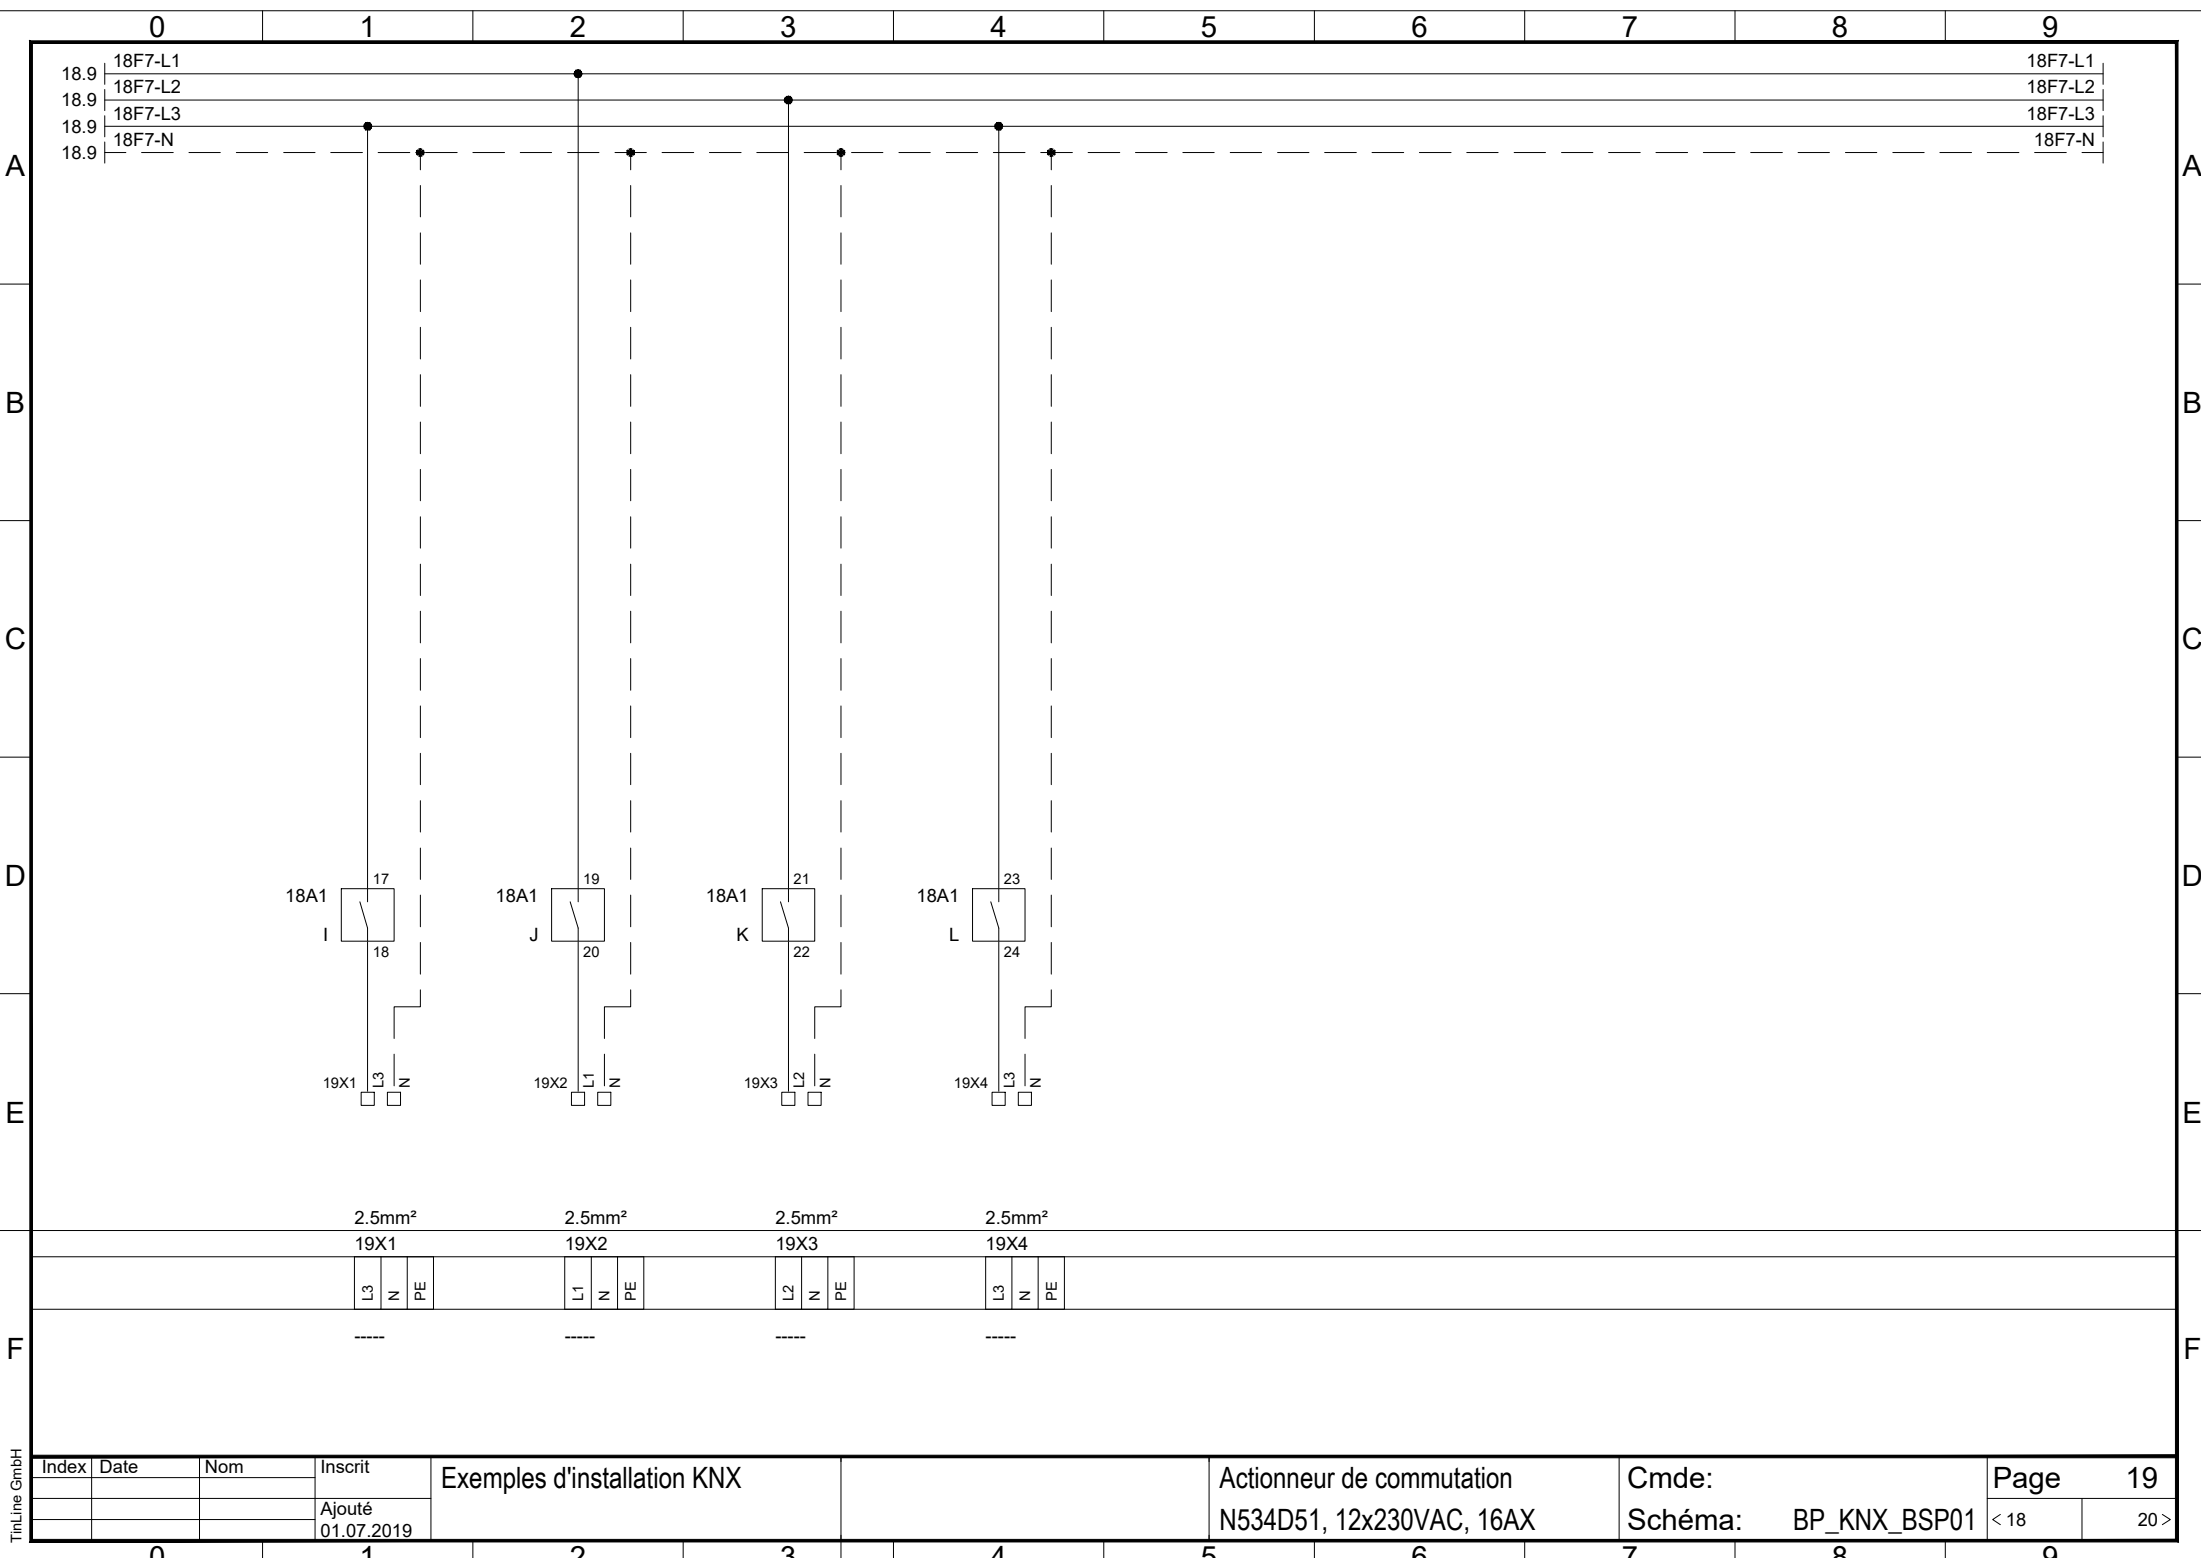 0 1 2 3 4 5 6 7 8 9
18.9 18F7-L1 18F7-L1
18.9 18F7-L2 18F7-L2
18.9 18F7-L3 18F7-L3
18.9 18F7-N 18F7-N
A A
B B
C C
D D
17 19 21 23
18A1 18A1 18A1 18A1
I J K L
18 20 22 24
19X1 L3 N 19X2 L1 N 19X3 L2 N 19X4 L3 N
E E
2.5mm² 2.5mm² 2.5mm² 2.5mm²
19X1 19X2 19X3 19X4
L3 N PE L1 N PE L2 N PE L3 N PE
----- ----- ----- -----
F F
TinLine GmbH
Index Date Nom Inscrit
Ajouté
01.07.2019
Exemples d'installation KNX
Actionneur de commutation
N534D51, 12x230VAC, 16AX
Cmde:
Schéma: BP_KNX_BSP01
Page 19
< 18 20 >
0 1 2 3 4 5 6 7 8 9